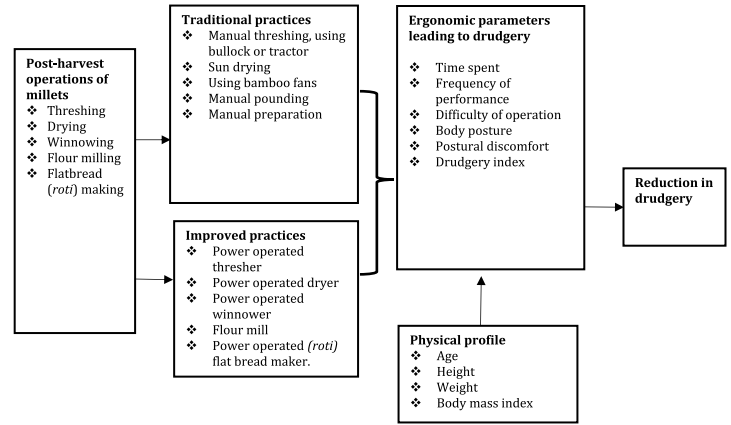 Post-harvest
operations of
millets
❖ Threshing
❖ Drying
❖ Winnowing
❖ Flour milling
❖ Flatbread
(roti) making
Traditional practices
❖ Manual threshing, using
bullock or tractor
❖ Sun drying
❖ Using bamboo fans
❖ Manual pounding
❖ Manual preparation
Improved practices
❖ Power operated
thresher
❖ Power operated dryer
❖ Power operated
winnower
❖ Flour mill
❖ Power operated (roti)
flat bread maker.
Ergonomic parameters
leading to drudgery
❖ Time spent
❖ Frequency of
performance
❖ Difficulty of operation
❖ Body posture
❖ Postural discomfort
❖ Drudgery index
Physical profile
❖ Age
❖ Height
❖ Weight
❖ Body mass index
Reduction in
drudgery